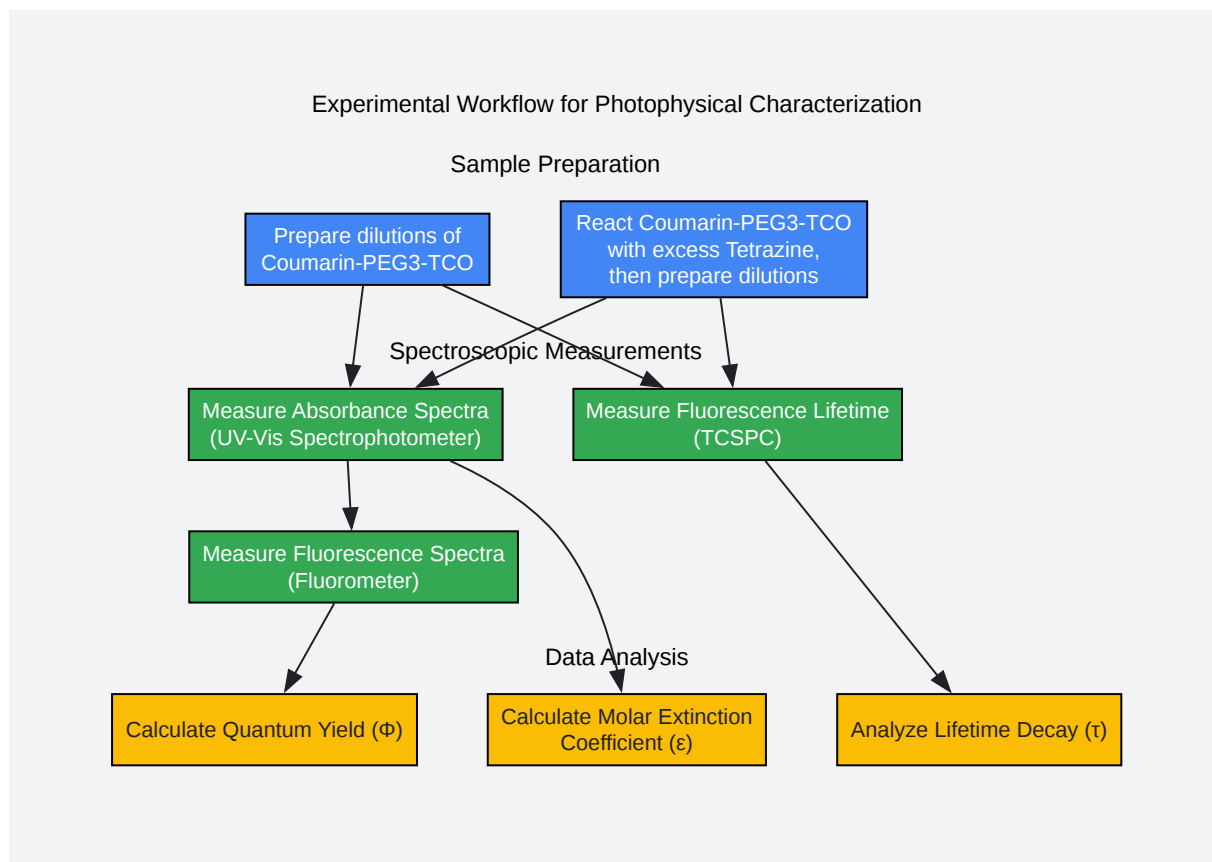 Experimental Workflow for Photophysical Characterization
Sample Preparation
Prepare dilutions of
Coumarin-PEG3-TCO
React Coumarin-PEG3-TCO
with excess Tetrazine,
then prepare dilutions
Spectroscopic Measurements
Measure Absorbance Spectra
(UV-Vis Spectrophotometer)
Measure Fluorescence Lifetime
(TCSPC)
Measure Fluorescence Spectra
(Fluorometer)
Data Analysis
Calculate Quantum Yield (Φ)
Calculate Molar Extinction
Coefficient (ε)
Analyze Lifetime Decay (τ)